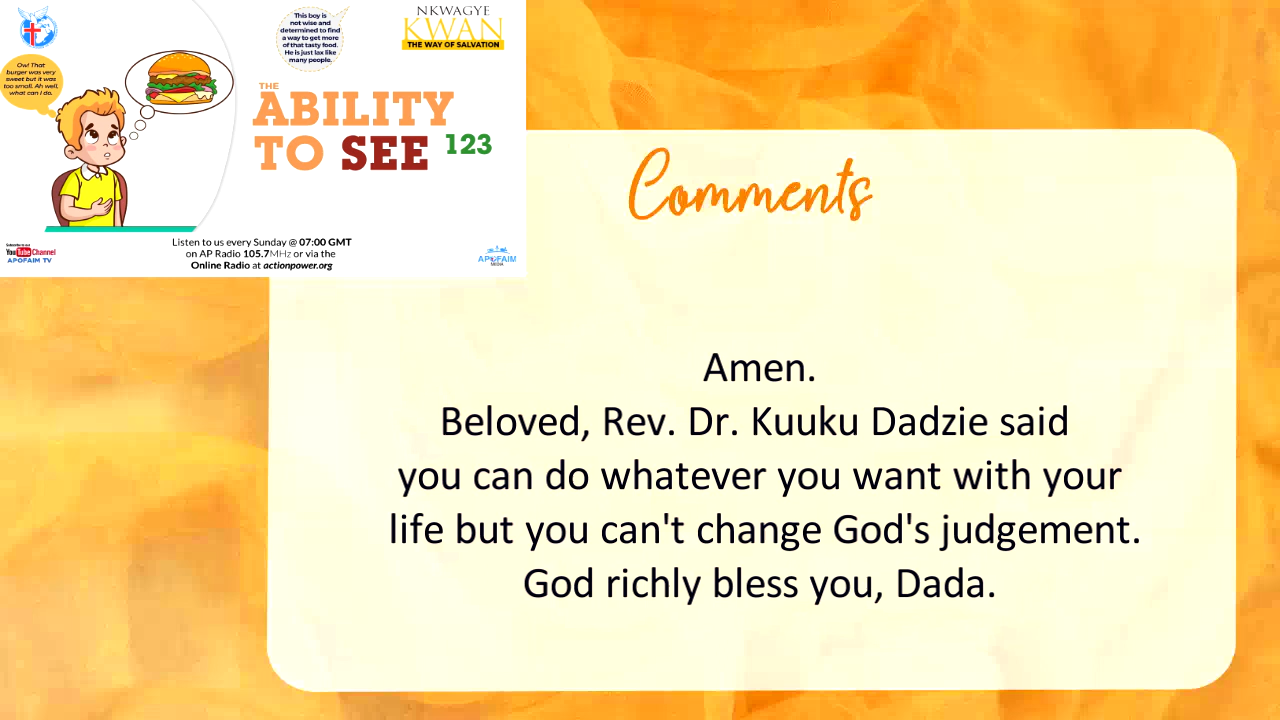 This boy is
not wise and
determined to find
a way to get more
of that tasty food.
He is just lax like
many people.
NKWAGYE
KWAN
THE WAY OF SALVATION
Ow! That
burger was very
sweet but it was
too small. Ah well,
what can I do.
THE
ABILITY
TO SEE 123
Listen to us every Sunday @ 07:00 GMT
on AP Radio 105.7MHz or via the
Online Radio at actionpower.org
YouTube Channel
APOFAIM TV
APOFAIM
MEDIA
Comments
Amen.
Beloved, Rev. Dr. Kuuku Dadzie said
you can do whatever you want with your
life but you can't change God's judgement.
God richly bless you, Dada.